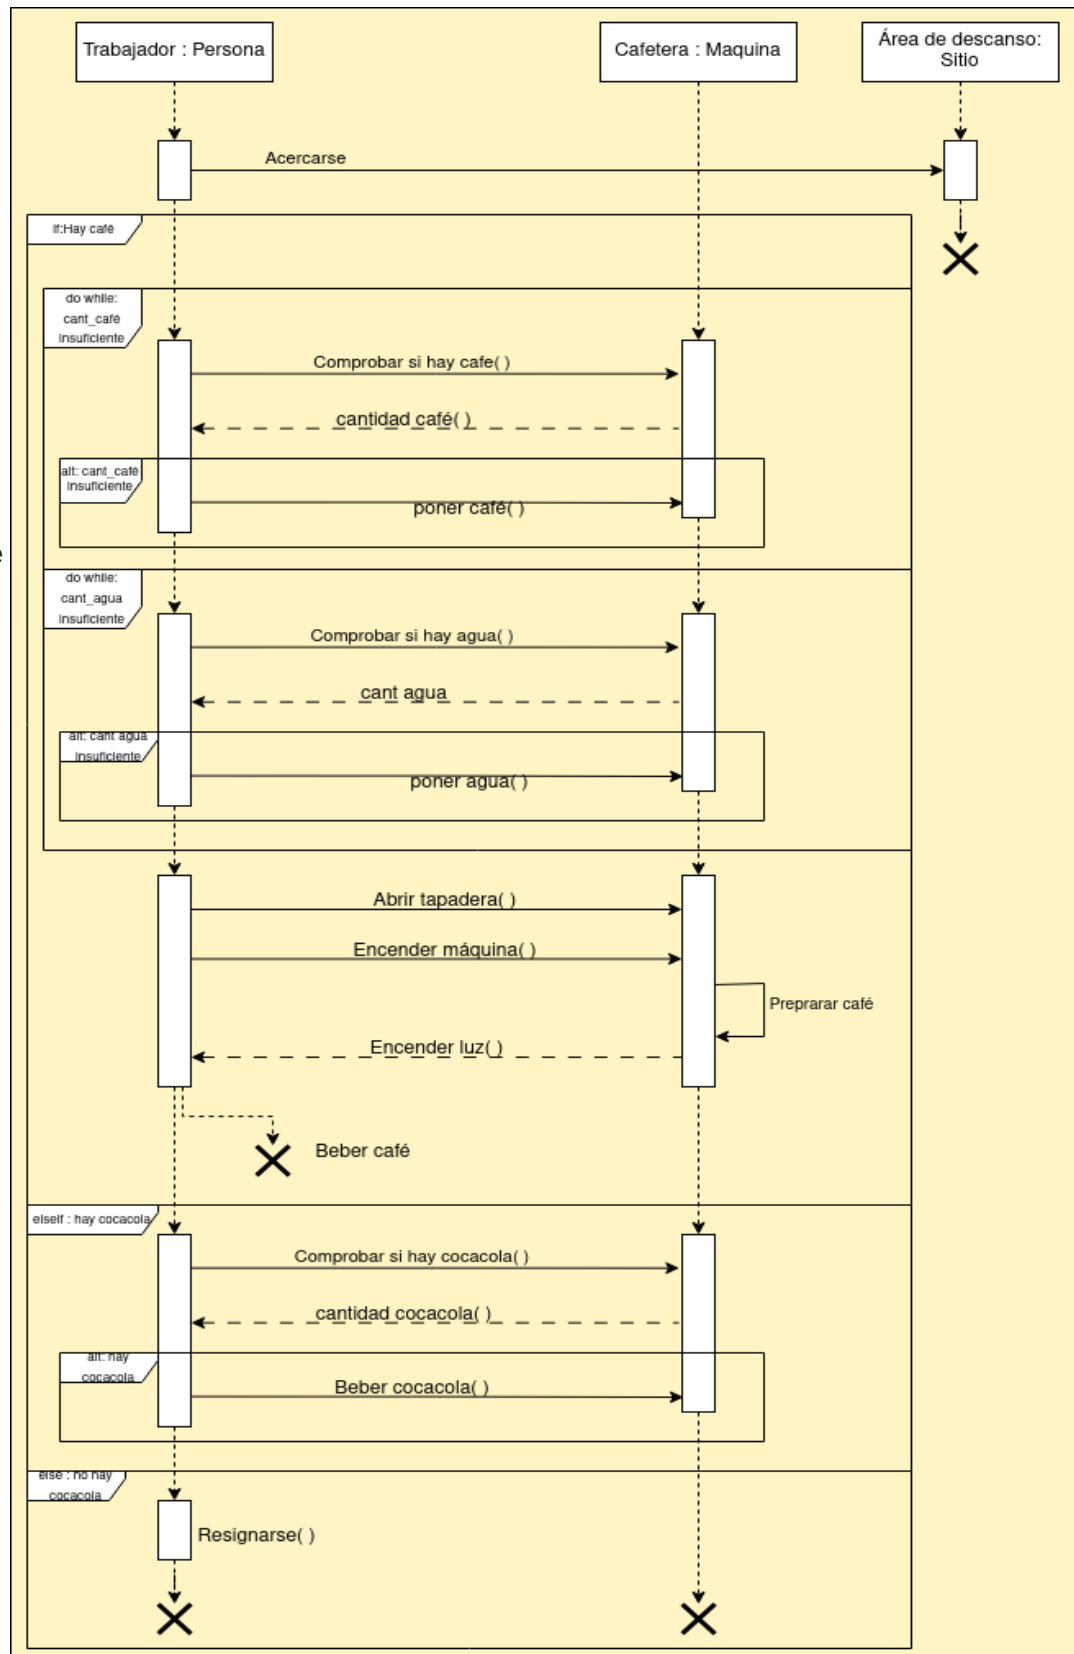 Trabajador : Persona
Cafetera : Maquina
Área de descanso:
Sitio
Acercarse
If:Hay café
do while:
cant_café
insuficiente
Comprobar si hay cafe( )
cantidad café( )
alt: cant_café
insuficiente
poner café( )
e
do while:
cant_agua
insuficiente
Comprobar si hay agua( )
cant agua
alt: cant agua
insuficiente
poner agua( )
Abrir tapadera( )
Encender máquina( )
Preprarar café
Encender luz( )
Beber café
elseif : hay cocacola
Comprobar si hay cocacola( )
cantidad cocacola( )
alt: hay
cocacola
Beber cocacola( )
else : no hay
cocacola
Resignarse( )